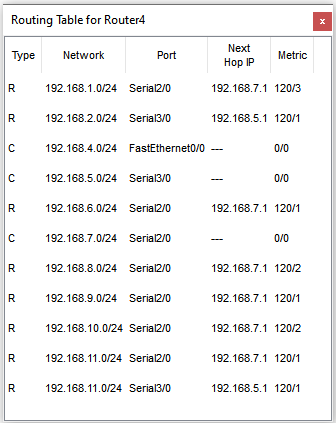 Routing Table for Router4
x
Type Network Port Next Hop IP Metric
R 192.168.1.0/24 Serial2/0 192.168.7.1 120/3
R 192.168.2.0/24 Serial3/0 192.168.5.1 120/1
C 192.168.4.0/24 FastEthernet0/0 --- 0/0
C 192.168.5.0/24 Serial3/0 --- 0/0
R 192.168.6.0/24 Serial2/0 192.168.7.1 120/1
C 192.168.7.0/24 Serial2/0 --- 0/0
R 192.168.8.0/24 Serial2/0 192.168.7.1 120/2
R 192.168.9.0/24 Serial2/0 192.168.7.1 120/1
R 192.168.10.0/24 Serial2/0 192.168.7.1 120/2
R 192.168.11.0/24 Serial2/0 192.168.7.1 120/1
R 192.168.11.0/24 Serial3/0 192.168.5.1 120/1